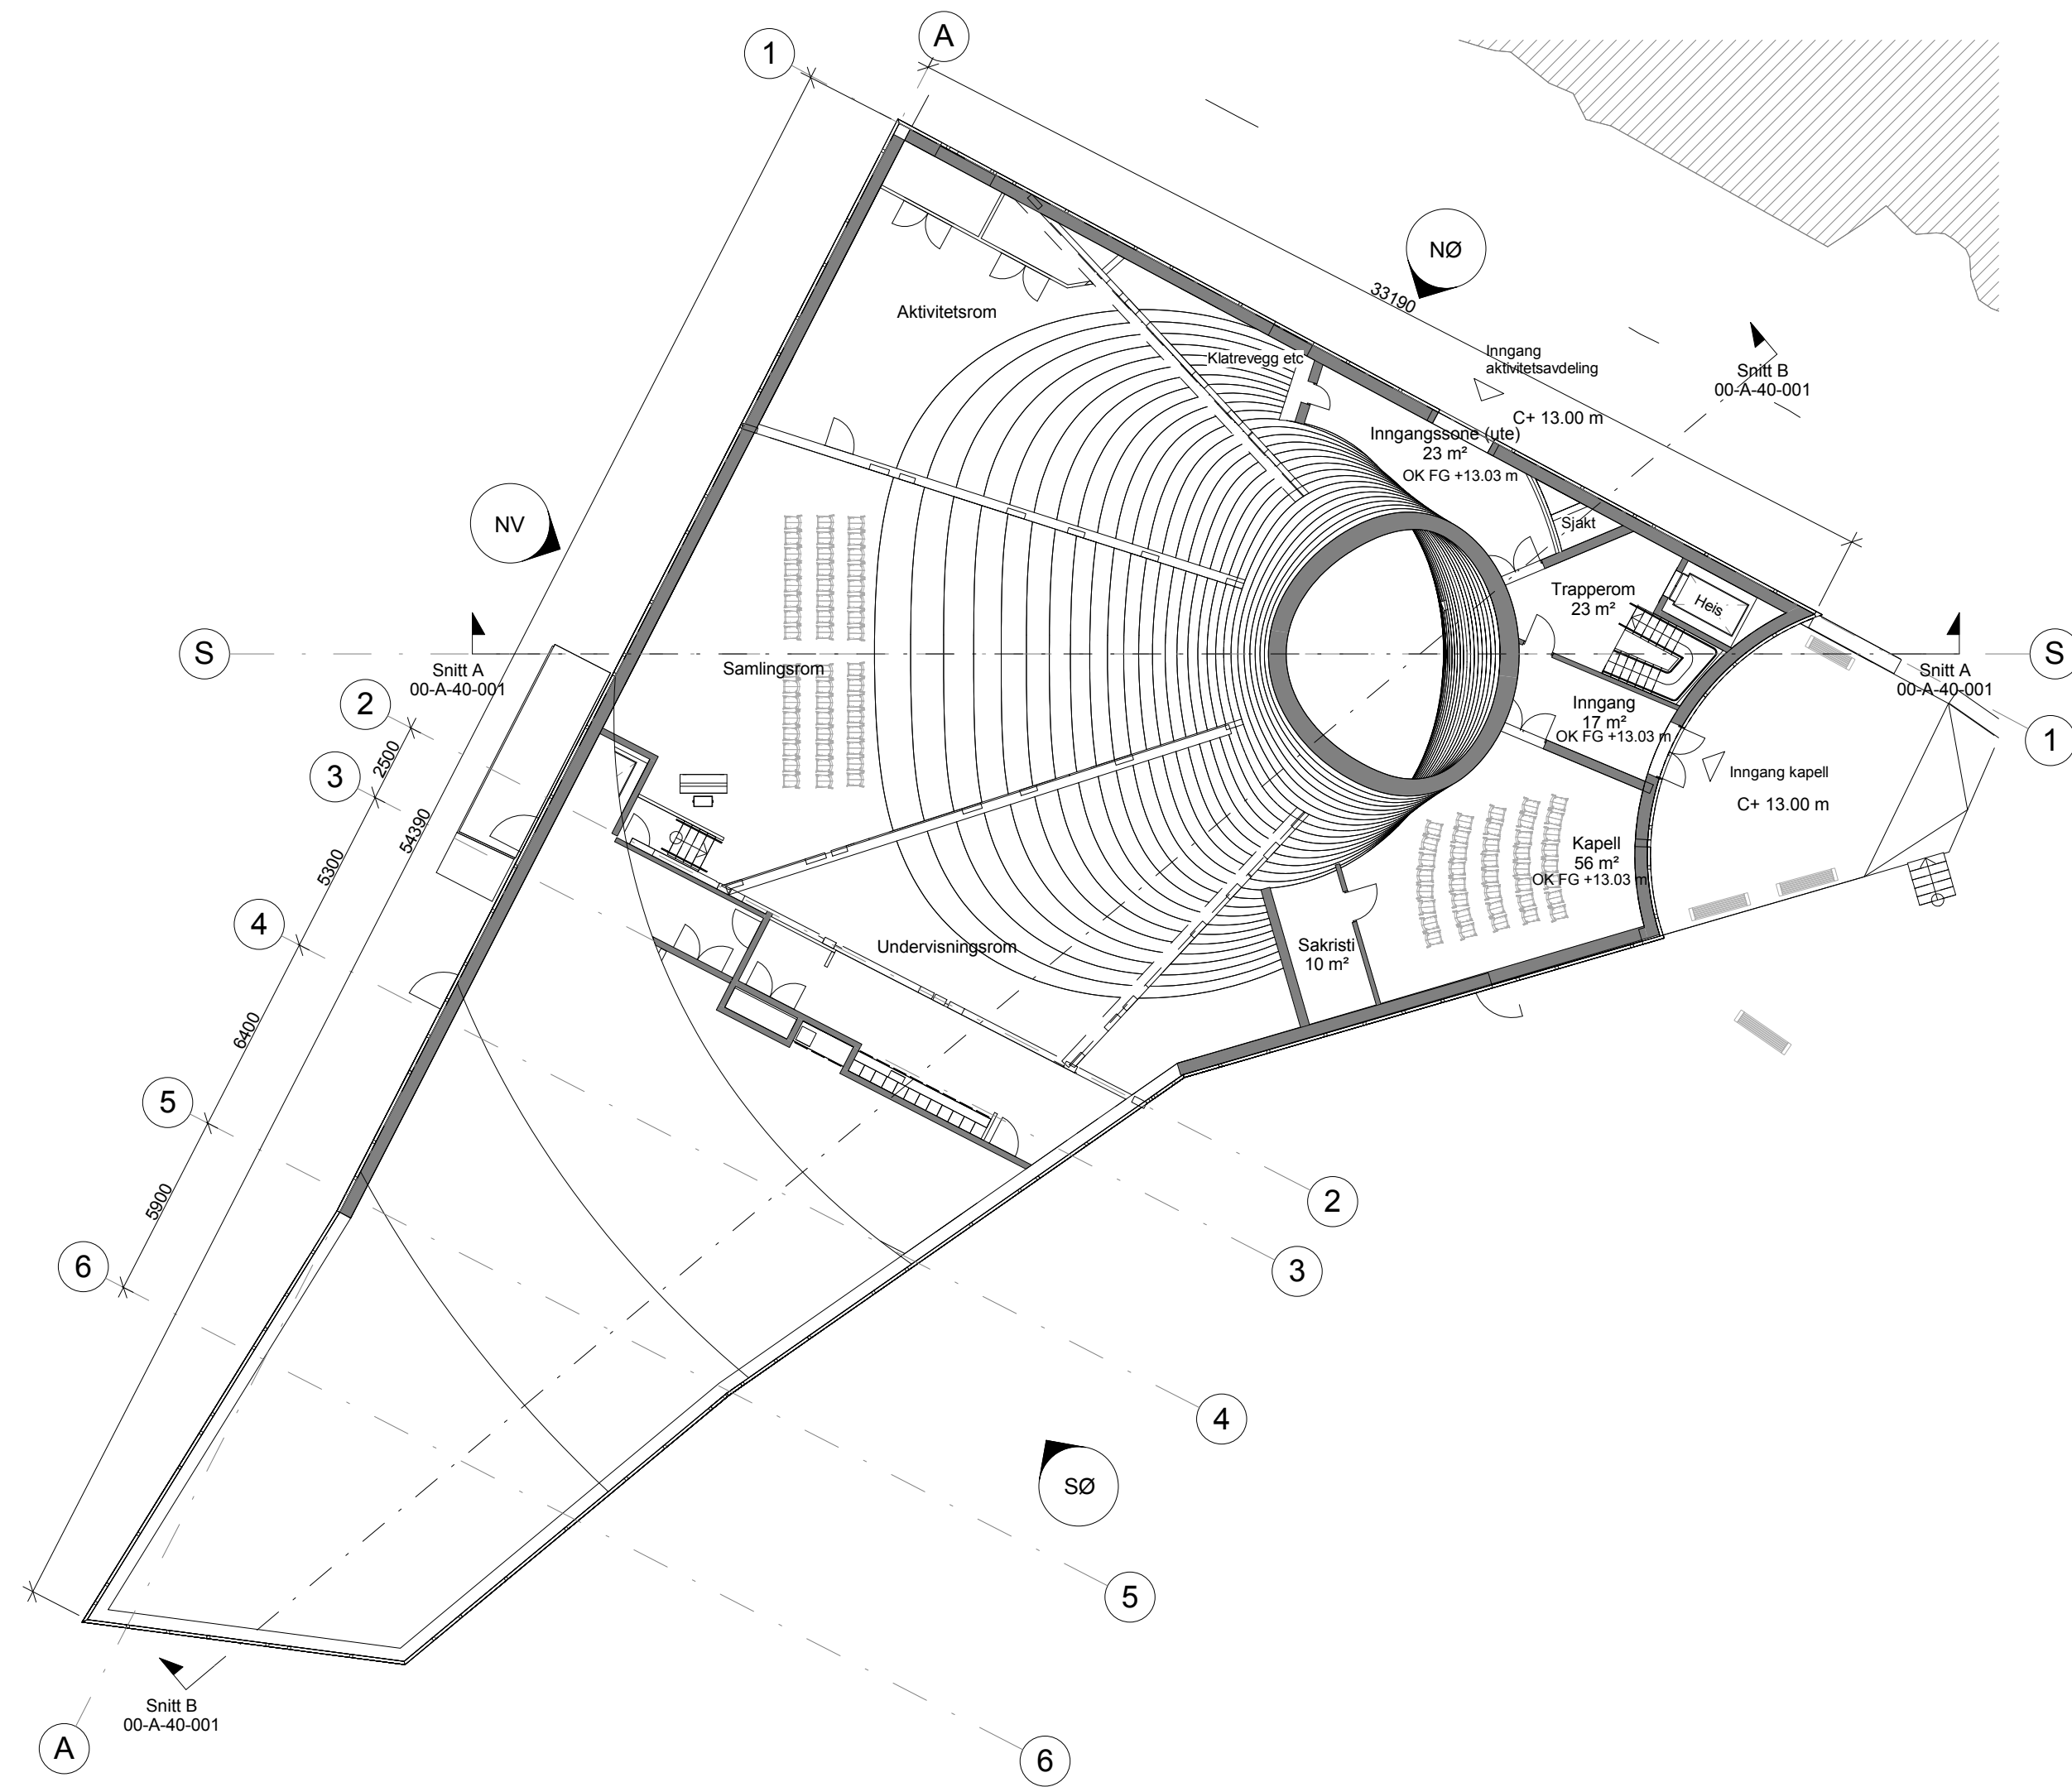 A
1
NØ
33190
Aktivitetsrom
Klatrevegg etc
Inngang
aktivitetsavdeling
Snitt B
00-A-40-001
C+ 13.00 m
Inngangssone (ute)
23 m²
OK FG +13.03 m
NV
Sjakt
Trapperom
23 m²
Heis
S
S
Snitt A
00-A-40-001
Samlingsrom
Snitt A
00-A-40-001
2
Inngang
17 m²
OK FG +13.03 m
1
3
2500
Inngang kapell
C+ 13.00 m
54390
5300
Kapell
56 m²
OK FG +13.03 m
4
Undervisningsrom
Sakristi
10 m²
6400
5
5900
2
6
3
4
SØ
5
Snitt B
00-A-40-001
A
6